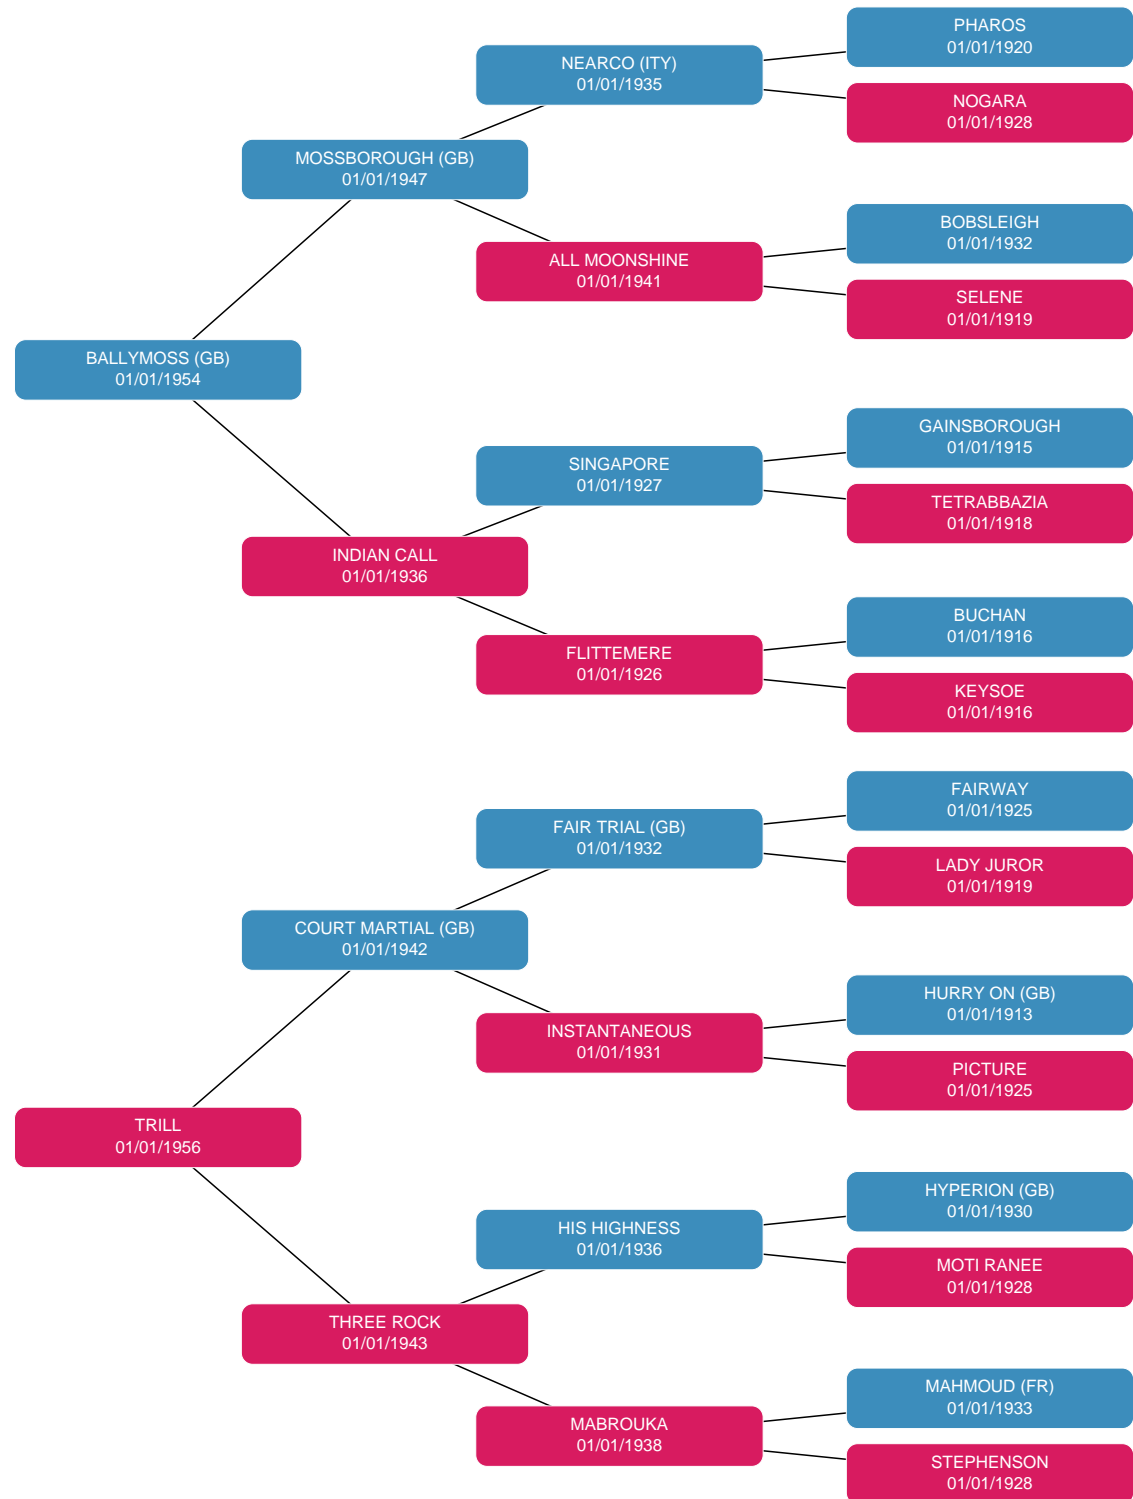 PHAROS
01/01/1920
NEARCO (ITY)
01/01/1935
NOGARA
01/01/1928
MOSSBOROUGH (GB)
01/01/1947
BOBSLEIGH
01/01/1932
ALL MOONSHINE
01/01/1941
SELENE
01/01/1919
BALLYMOSS (GB)
01/01/1954
GAINSBOROUGH
01/01/1915
SINGAPORE
01/01/1927
TETRABBAZIA
01/01/1918
INDIAN CALL
01/01/1936
BUCHAN
01/01/1916
FLITTEMERE
01/01/1926
KEYSOE
01/01/1916
FAIRWAY
01/01/1925
FAIR TRIAL (GB)
01/01/1932
LADY JUROR
01/01/1919
COURT MARTIAL (GB)
01/01/1942
HURRY ON (GB)
01/01/1913
INSTANTANEOUS
01/01/1931
PICTURE
01/01/1925
TRILL
01/01/1956
HYPERION (GB)
01/01/1930
HIS HIGHNESS
01/01/1936
MOTI RANEE
01/01/1928
THREE ROCK
01/01/1943
MAHMOUD (FR)
01/01/1933
MABROUKA
01/01/1938
STEPHENSON
01/01/1928